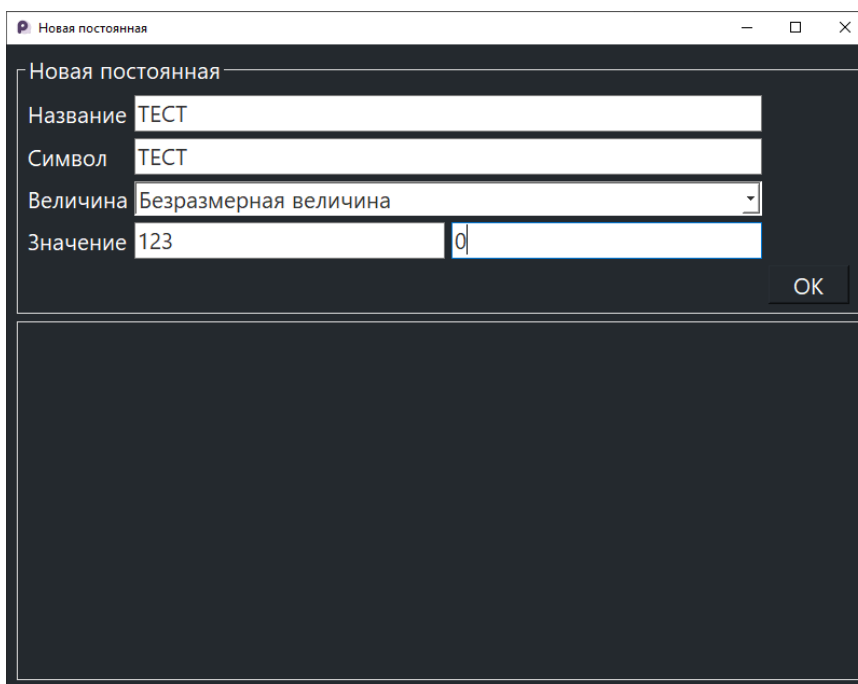 Новая постоянная
Новая постоянная
Название ТЕСТ
Символ ТЕСТ
Величина Безразмерная величина
Значение 123 0
OK